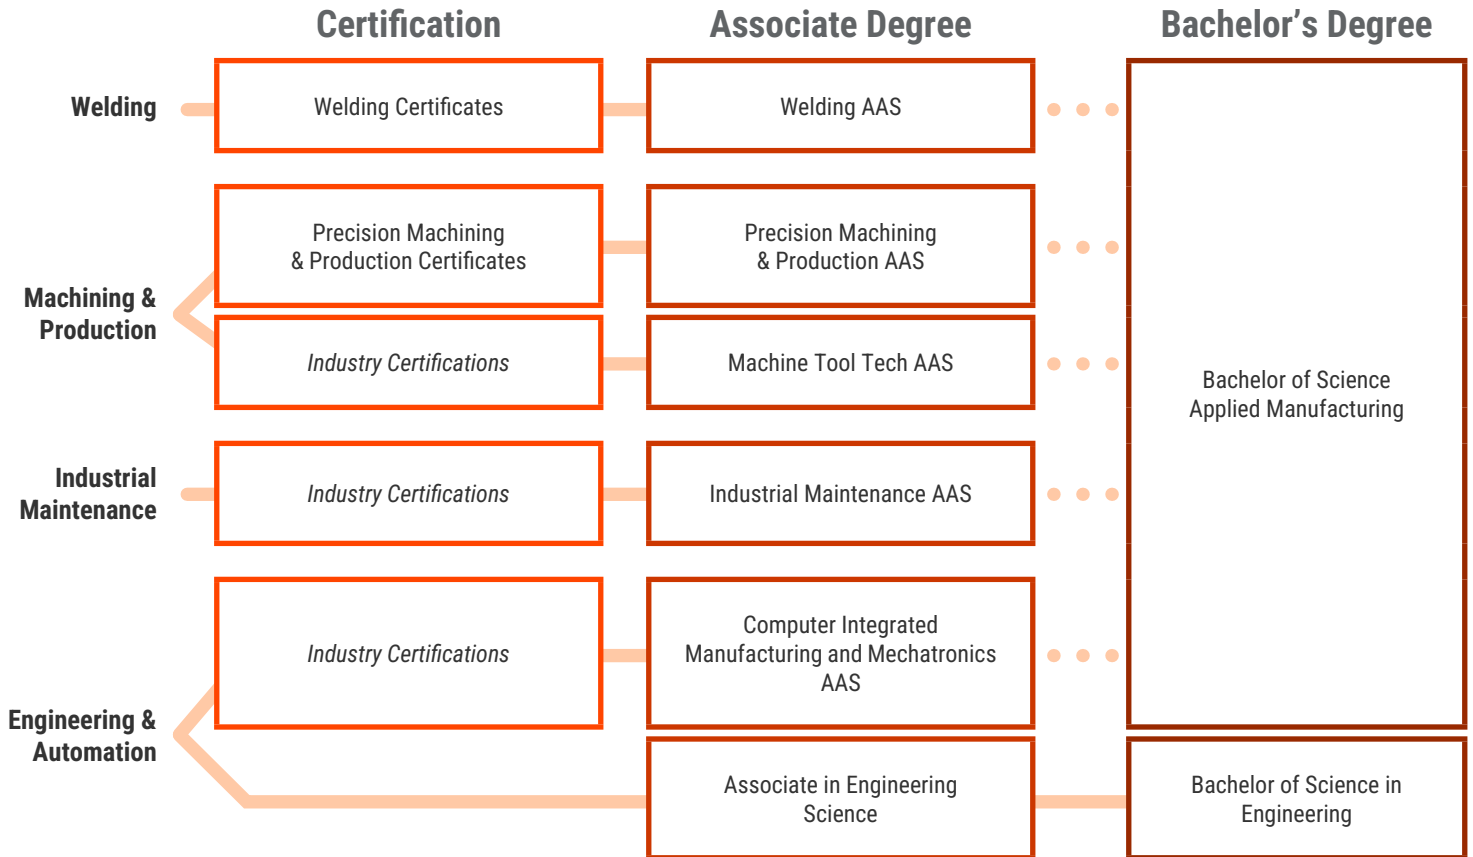 Certification
Associate Degree
Bachelor’s Degree
Welding
Welding Certificates
Welding AAS
Machining &
Production
Precision Machining
& Production Certificates
Precision Machining
& Production AAS
Industry Certifications
Machine Tool Tech AAS
Bachelor of Science
Applied Manufacturing
Industrial
Maintenance
Industry Certifications
Industrial Maintenance AAS
Engineering &
Automation
Industry Certifications
Computer Integrated
Manufacturing and Mechatronics
AAS
Associate in Engineering
Science
Bachelor of Science in
Engineering